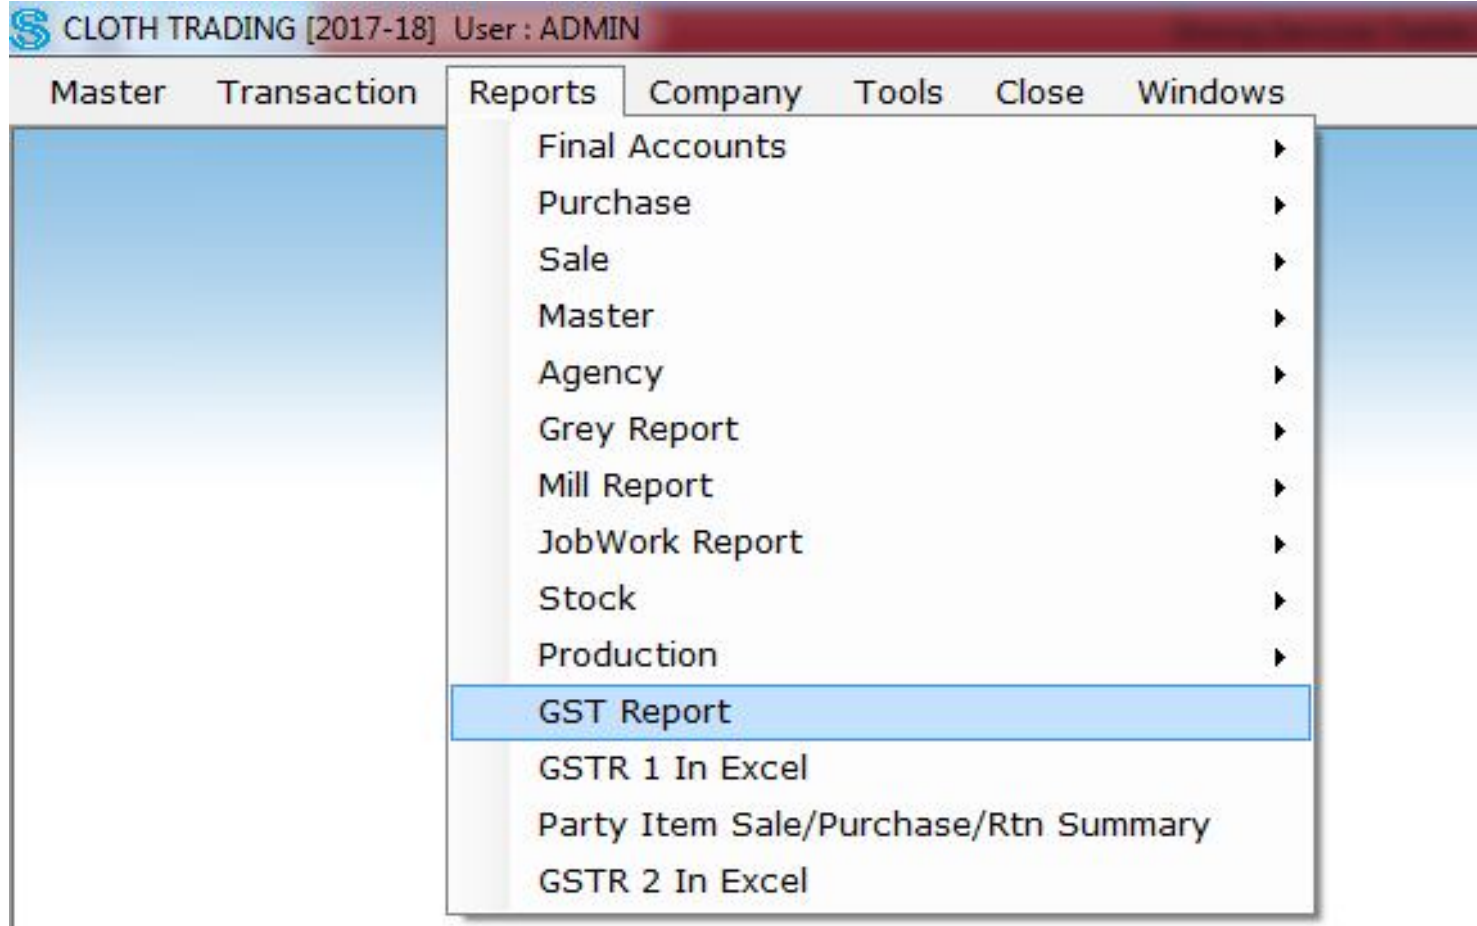 CLOTH TRADING [2017-18] User : ADMIN
Master Transaction Reports Company Tools Close Windows
Final Accounts
Purchase
Sale
Master
Agency
Grey Report
Mill Report
JobWork Report
Stock
Production
GST Report
GSTR 1 In Excel
Party Item Sale/Purchase/Rtn Summary
GSTR 2 In Excel